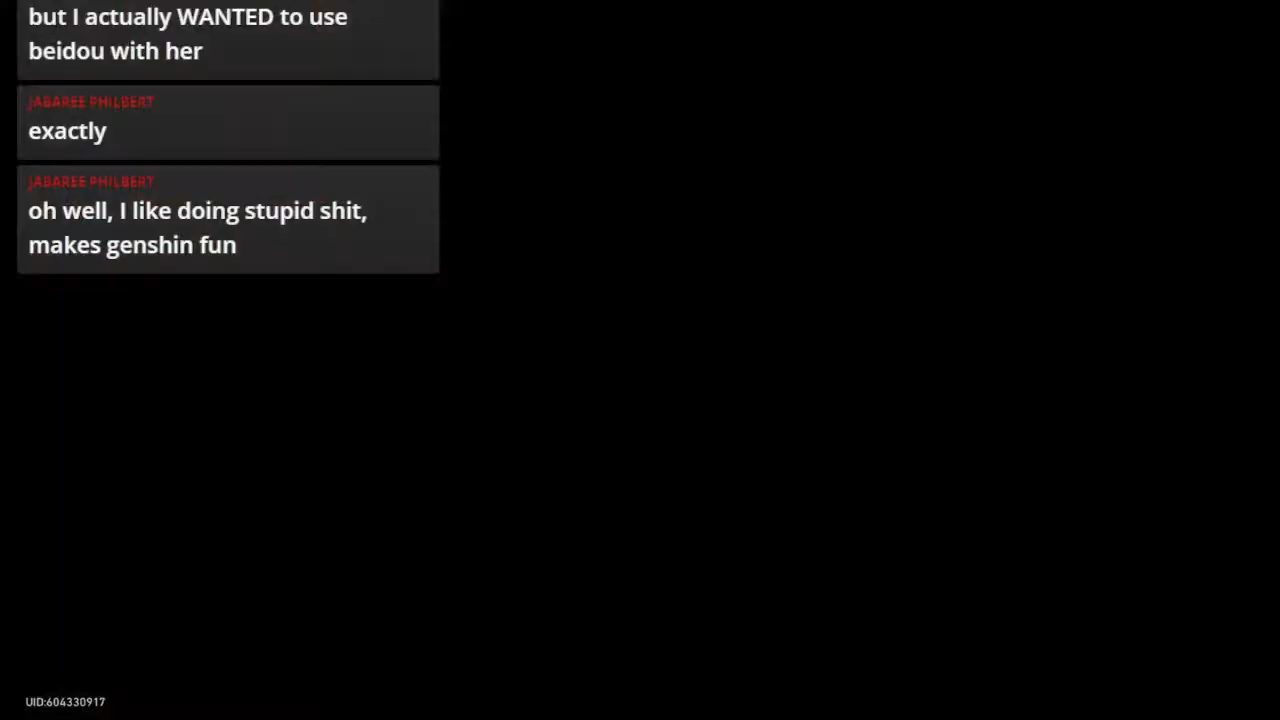 but I actually WANTED to use
beidou with her
JABAREE PHILBERT
exactly
JABAREE PHILBERT
oh well, I like doing stupid shit,
makes genshin fun
UID:604330917